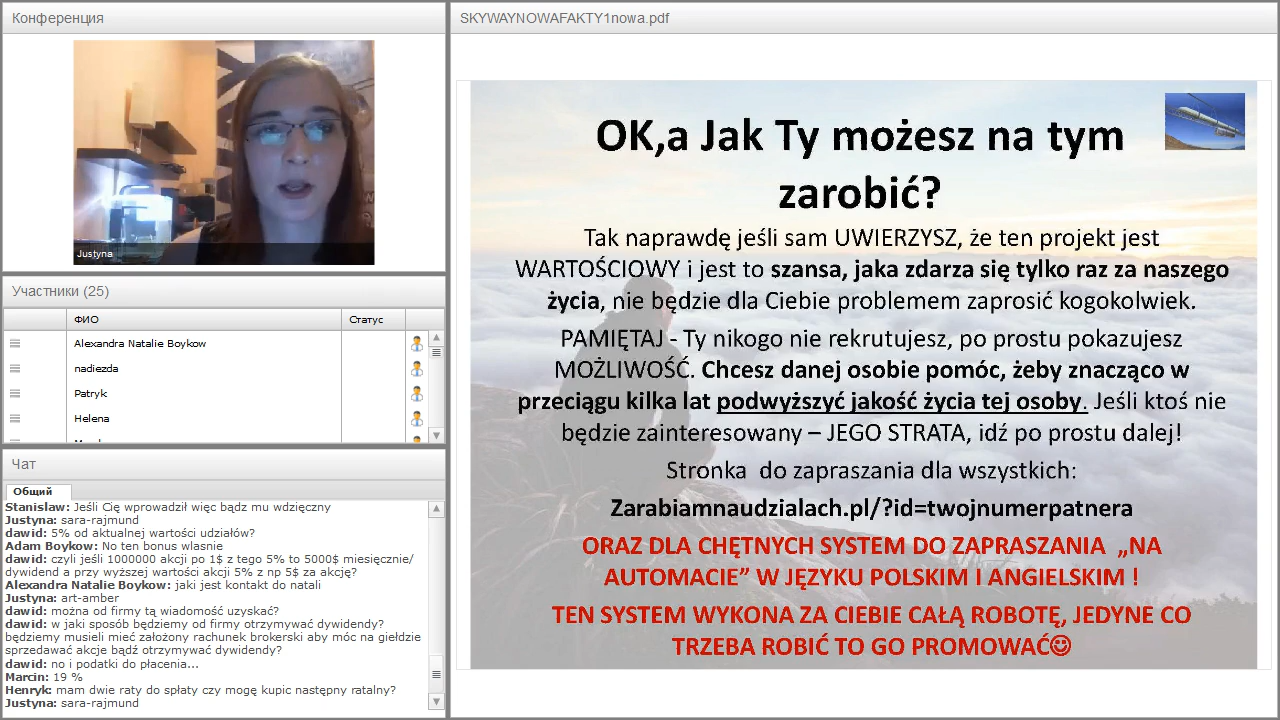 Конференция
Justyna
Участники (25)
ФИО
Статус
Alexandra Natalie Boykow
nadiezda
Patryk
Helena
Чат
Общий
Stanislaw: Jeśli Cię wprowadził więc bądz mu wdzięczny
Justyna: sara-rajmund
dawid: 5% od aktualnej wartości udziałów?
Adam Boykow: No ten bonus wlasnie
dawid: czyli jeśli 1000000 akcji po 1$ z tego 5% to 5000$ miesięcznie/
dywidend a przy wyższej wartości akcji 5% z np 5$ za akcję?
Alexandra Natalie Boykow: jaki jest kontakt do natali
Justyna: art-amber
dawid: można od firmy tą wiadomość uzyskać?
dawid: w jaki sposób będziemy od firmy otrzymywać dywidendy?
będziemy musieli mieć założony rachunek brokerski aby móc na giełdzie
sprzedawać akcje bądź otrzymywać dywidendy?
dawid: no i podatki do płacenia...
Marcin: 19 %
Henryk: mam dwie raty do spłaty czy mogę kupic następny ratalny?
Justyna: sara-rajmund
SKYWAYNOWAFAKTY1nowa.pdf
OK,a Jak Ty możesz na tym
zarobić?
Tak naprawdę jeśli sam UWIERZYSZ, że ten projekt jest
WARTOŚCIOWY i jest to szansa, jaka zdarza się tylko raz za naszego
życia, nie będzie dla Ciebie problemem zaprosić kogokolwiek.
PAMIĘTAJ - Ty nikogo nie rekrutujesz, po prostu pokazujesz
MOŻLIWOŚĆ. Chcesz danej osobie pomóc, żeby znacząco w
przeciągu kilka lat podwyższyć jakość życia tej osoby. Jeśli ktoś nie
będzie zainteresowany – JEGO STRATA, idź po prostu dalej!
Stronka do zapraszania dla wszystkich:
Zarabiamnaudzialach.pl/?id=twojnumerpatnera
ORAZ DLA CHĘTNYCH SYSTEM DO ZAPRASZANIA „NA
AUTOMACIE” W JĘZYKU POLSKIM I ANGIELSKIM !
TEN SYSTEM WYKONA ZA CIEBIE CAŁĄ ROBOTĘ, JEDYNE CO
TRZEBA ROBIĆ TO GO PROMOWAĆ☺